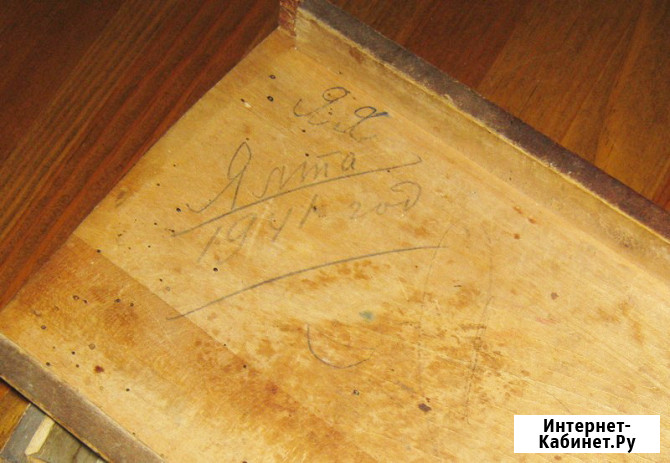 Ялта
1941 год
Интернет-
Кабинет.Ру